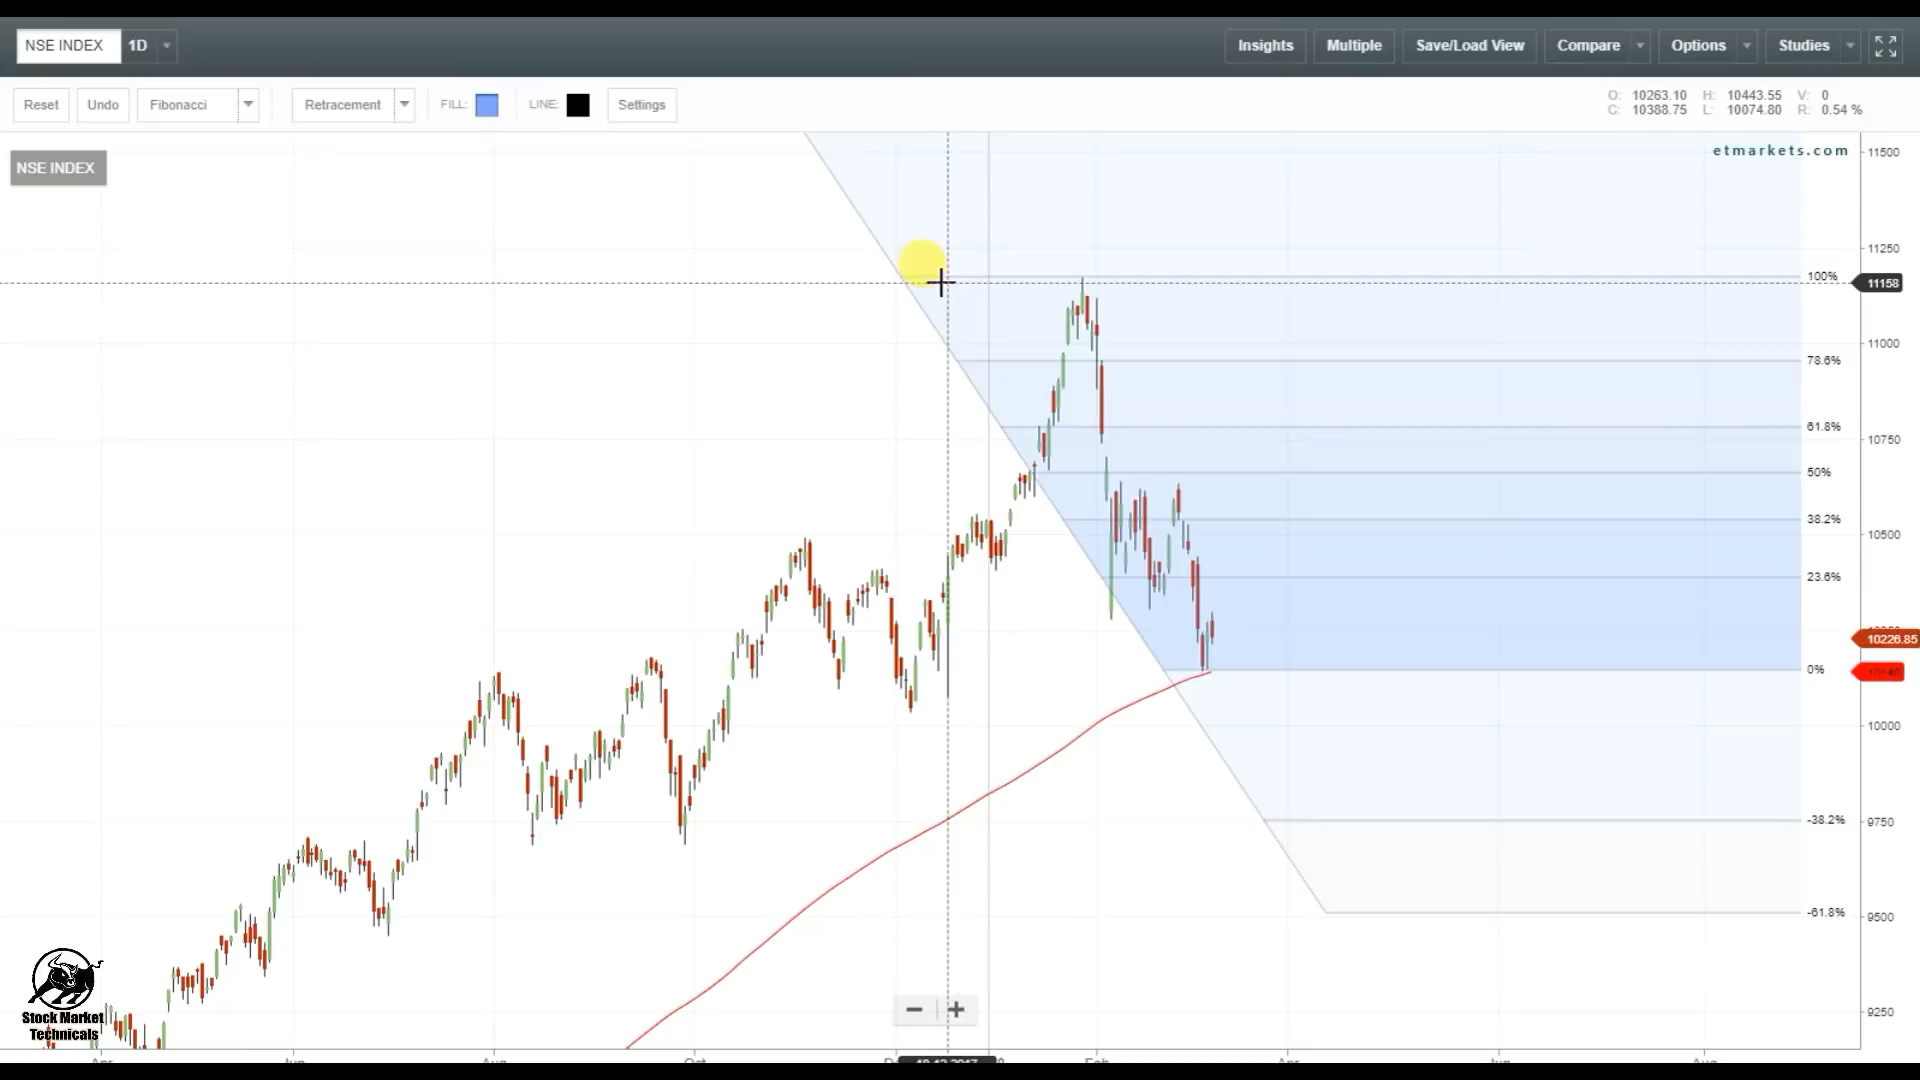 NSE INDEX 1D Insights Multiple Save/Load View Compare Options Studies
Reset Undo Fibonacci Retracement FILL: LINE: Settings
O: 10263.10 H: 10443.55 V: 0
C: 10388.75 L: 10074.80 R: 0.54 %
NSE INDEX
etmarkets.com
11500
11250
100%
11158
78.6%
11000
61.8%
10750
50%
38.2%
10500
23.6%
10226.85
0%
10000
-38.2%
9750
-61.8%
9500
9250
Stock Market
Technicals